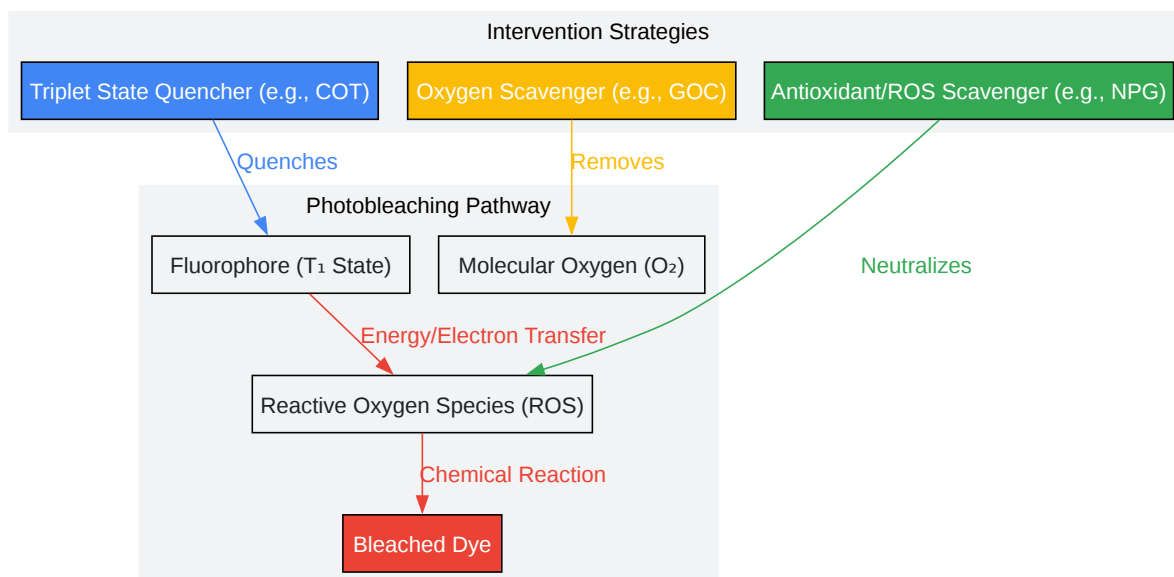 Intervention Strategies
Triplet State Quencher (e.g., COT)
Oxygen Scavenger (e.g., GOC)
Antioxidant/ROS Scavenger (e.g., NPG)
Quenches
Removes
Photobleaching Pathway
Fluorophore (T₁ State)
Molecular Oxygen (O₂)
Neutralizes
Energy/Electron Transfer
Reactive Oxygen Species (ROS)
Chemical Reaction
Bleached Dye